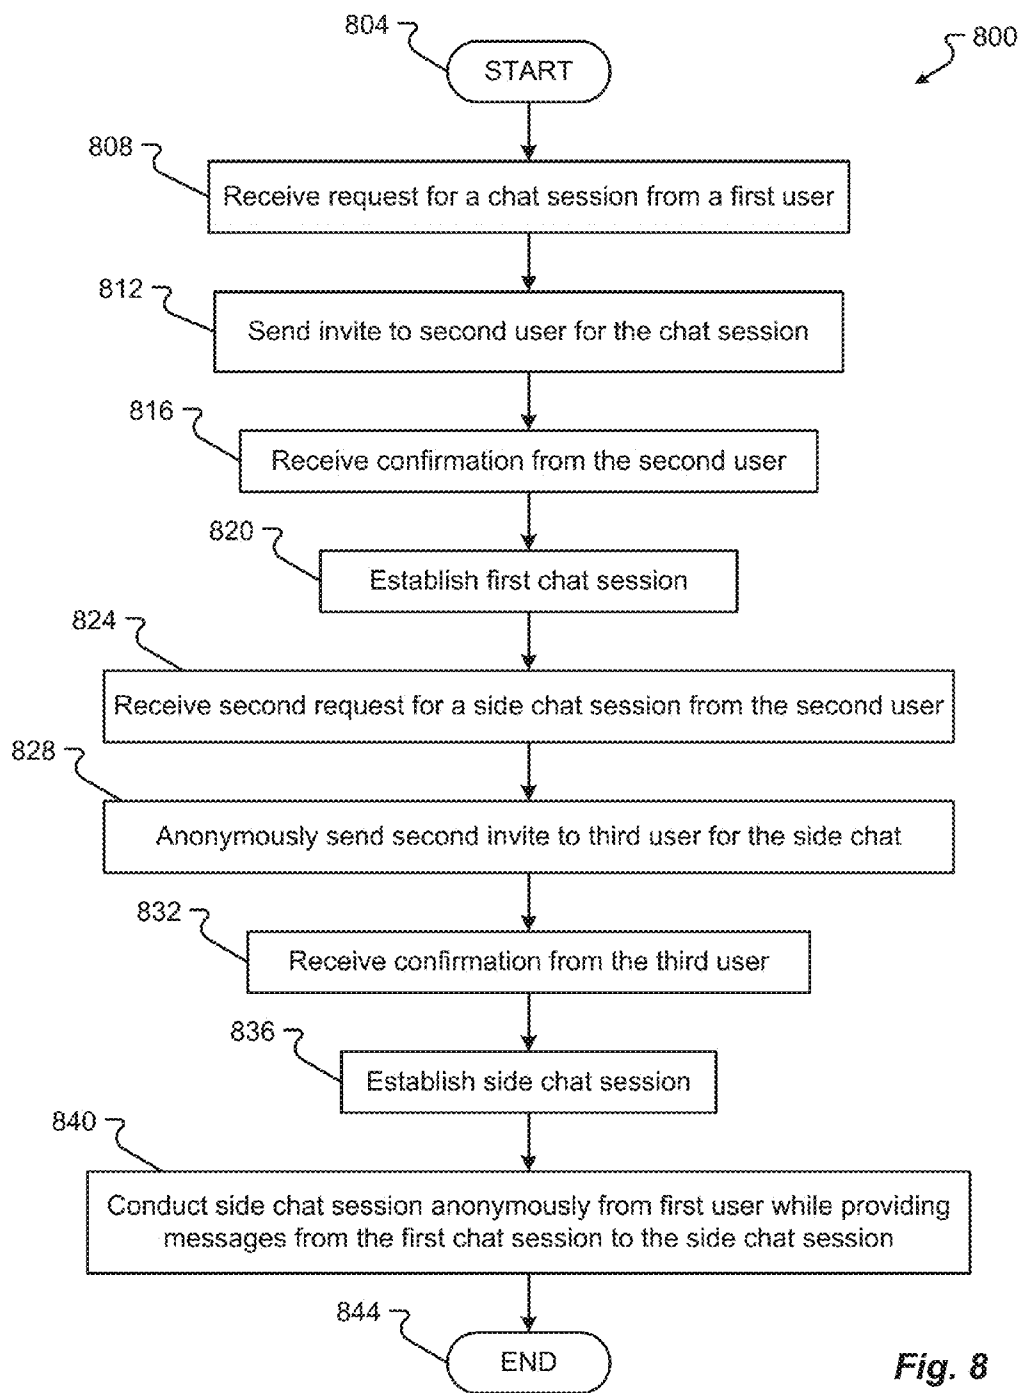 804
START
800
808
Receive request for a chat session from a first user
812
Send invite to second user for the chat session
816
Receive confirmation from the second user
820
Establish first chat session
824
Receive second request for a side chat session from the second user
828
Anonymously send second invite to third user for the side chat
832
Receive confirmation from the third user
836
Establish side chat session
840
Conduct side chat session anonymously from first user while providing
messages from the first chat session to the side chat session
844
END
Fig. 8